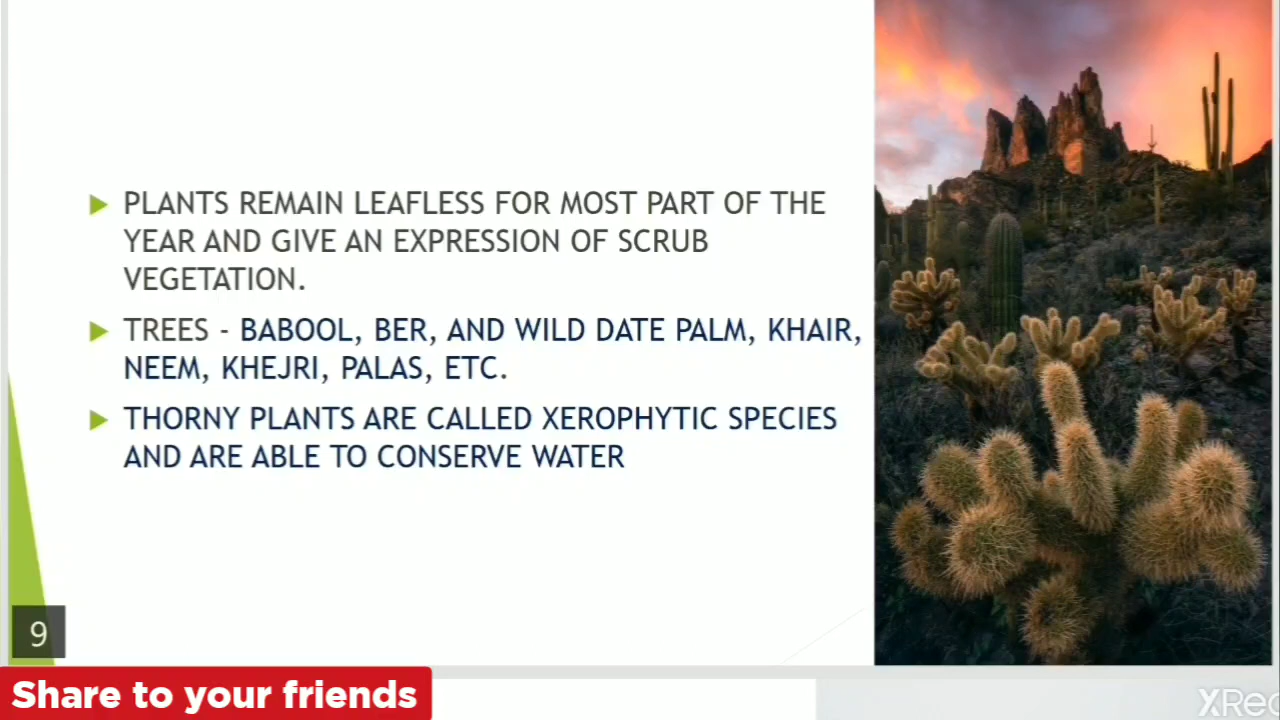 PLANTS REMAIN LEAFLESS FOR MOST PART OF THE
YEAR AND GIVE AN EXPRESSION OF SCRUB
VEGETATION.
TREES - BABOOL, BER, AND WILD DATE PALM, KHAIR,
NEEM, KHEJRI, PALAS, ETC.
THORNY PLANTS ARE CALLED XEROPHYTIC SPECIES
AND ARE ABLE TO CONSERVE WATER
9
Share to your friends